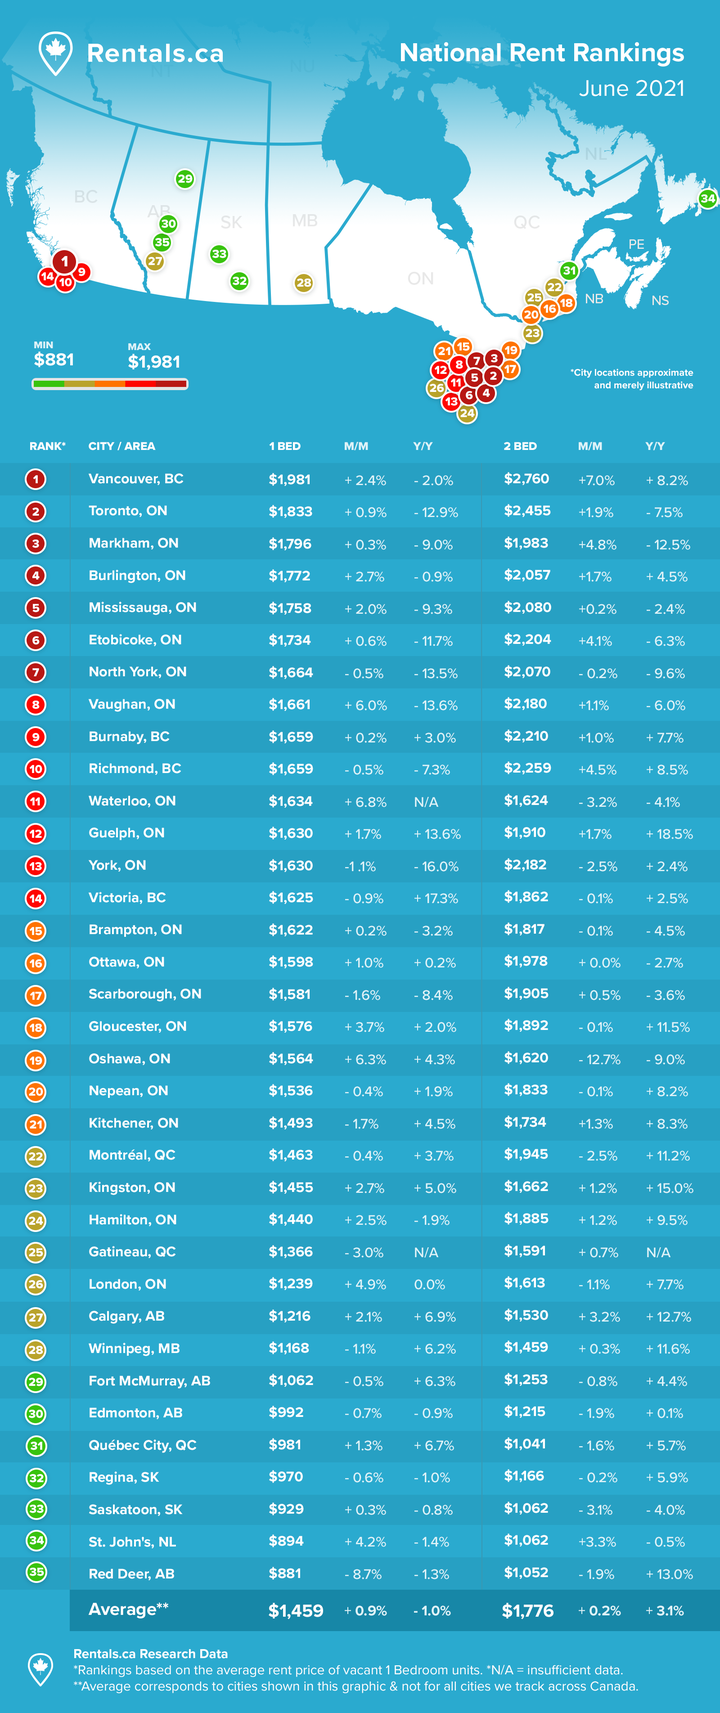 Rentals.ca
National Rent Rankings
June 2021
NT
NU
BC
AB
SK
MB
ON
QC
NL
PE
NB
NS
29
30
35
27
33
32
28
34
31
1
14
9
10
25
22
20
16
18
23
21
15
7
3
19
12
8
5
2
17
26
11
6
4
13
24
MIN
$881
MAX
$1,981
*City locations approximate
and merely illustrative
RANK* CITY / AREA 1 BED M/M Y/Y 2 BED M/M Y/Y
1 Vancouver, BC $1,981 + 2.4% - 2.0% $2,760 +7.0% + 8.2%
2 Toronto, ON $1,833 + 0.9% - 12.9% $2,455 +1.9% - 7.5%
3 Markham, ON $1,796 + 0.3% - 9.0% $1,983 +4.8% - 12.5%
4 Burlington, ON $1,772 + 2.7% - 0.9% $2,057 +1.7% + 4.5%
5 Mississauga, ON $1,758 + 2.0% - 9.3% $2,080 +0.2% - 2.4%
6 Etobicoke, ON $1,734 + 0.6% - 11.7% $2,204 +4.1% - 6.3%
7 North York, ON $1,664 - 0.5% - 13.5% $2,070 - 0.2% - 9.6%
8 Vaughan, ON $1,661 + 6.0% - 13.6% $2,180 +1.1% - 6.0%
9 Burnaby, BC $1,659 + 0.2% + 3.0% $2,210 +1.0% + 7.7%
10 Richmond, BC $1,659 - 0.5% - 7.3% $2,259 +4.5% + 8.5%
11 Waterloo, ON $1,634 + 6.8% N/A $1,624 - 3.2% - 4.1%
12 Guelph, ON $1,630 + 1.7% + 13.6% $1,910 +1.7% + 18.5%
13 York, ON $1,630 -1 .1% - 16.0% $2,182 - 2.5% + 2.4%
14 Victoria, BC $1,625 - 0.9% + 17.3% $1,862 - 0.1% + 2.5%
15 Brampton, ON $1,622 + 0.2% - 3.2% $1,817 - 0.1% - 4.5%
16 Ottawa, ON $1,598 + 1.0% + 0.2% $1,978 + 0.0% - 2.7%
17 Scarborough, ON $1,581 - 1.6% - 8.4% $1,905 + 0.5% - 3.6%
18 Gloucester, ON $1,576 + 3.7% + 2.0% $1,892 - 0.1% + 11.5%
19 Oshawa, ON $1,564 + 6.3% + 4.3% $1,620 - 12.7% - 9.0%
20 Nepean, ON $1,536 - 0.4% + 1.9% $1,833 - 0.1% + 8.2%
21 Kitchener, ON $1,493 - 1.7% + 4.5% $1,734 +1.3% + 8.3%
22 Montréal, QC $1,463 - 0.4% + 3.7% $1,945 - 2.5% + 11.2%
23 Kingston, ON $1,455 + 2.7% + 5.0% $1,662 + 1.2% + 15.0%
24 Hamilton, ON $1,440 + 2.5% - 1.9% $1,885 + 1.2% + 9.5%
25 Gatineau, QC $1,366 - 3.0% N/A $1,591 + 0.7% N/A
26 London, ON $1,239 + 4.9% 0.0% $1,613 - 1.1% + 7.7%
27 Calgary, AB $1,216 + 2.1% + 6.9% $1,530 + 3.2% + 12.7%
28 Winnipeg, MB $1,168 - 1.1% + 6.2% $1,459 + 0.3% + 11.6%
29 Fort McMurray, AB $1,062 - 0.5% + 6.3% $1,253 - 0.8% + 4.4%
30 Edmonton, AB $992 - 0.7% - 0.9% $1,215 - 1.9% + 0.1%
31 Québec City, QC $981 + 1.3% + 6.7% $1,041 - 1.6% + 5.7%
32 Regina, SK $970 - 0.6% - 1.0% $1,166 - 0.2% + 5.9%
33 Saskatoon, SK $929 + 0.3% - 0.8% $1,062 - 3.1% - 4.0%
34 St. John's, NL $894 + 4.2% - 1.4% $1,062 +3.3% - 0.5%
35 Red Deer, AB $881 - 8.7% - 1.3% $1,052 - 1.9% + 13.0%
Average** $1,459 + 0.9% - 1.0% $1,776 + 0.2% + 3.1%
Rentals.ca Research Data
*Rankings based on the average rent price of vacant 1 Bedroom units. *N/A = insufficient data.
**Average corresponds to cities shown in this graphic & not for all cities we track across Canada.